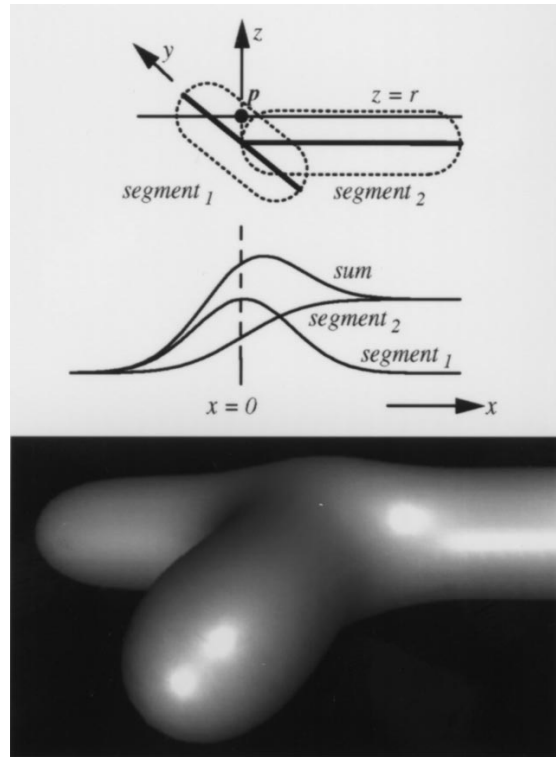 z
y
p
z = r
segment 1
segment 2
sum
segment 2
segment 1
x = 0
x